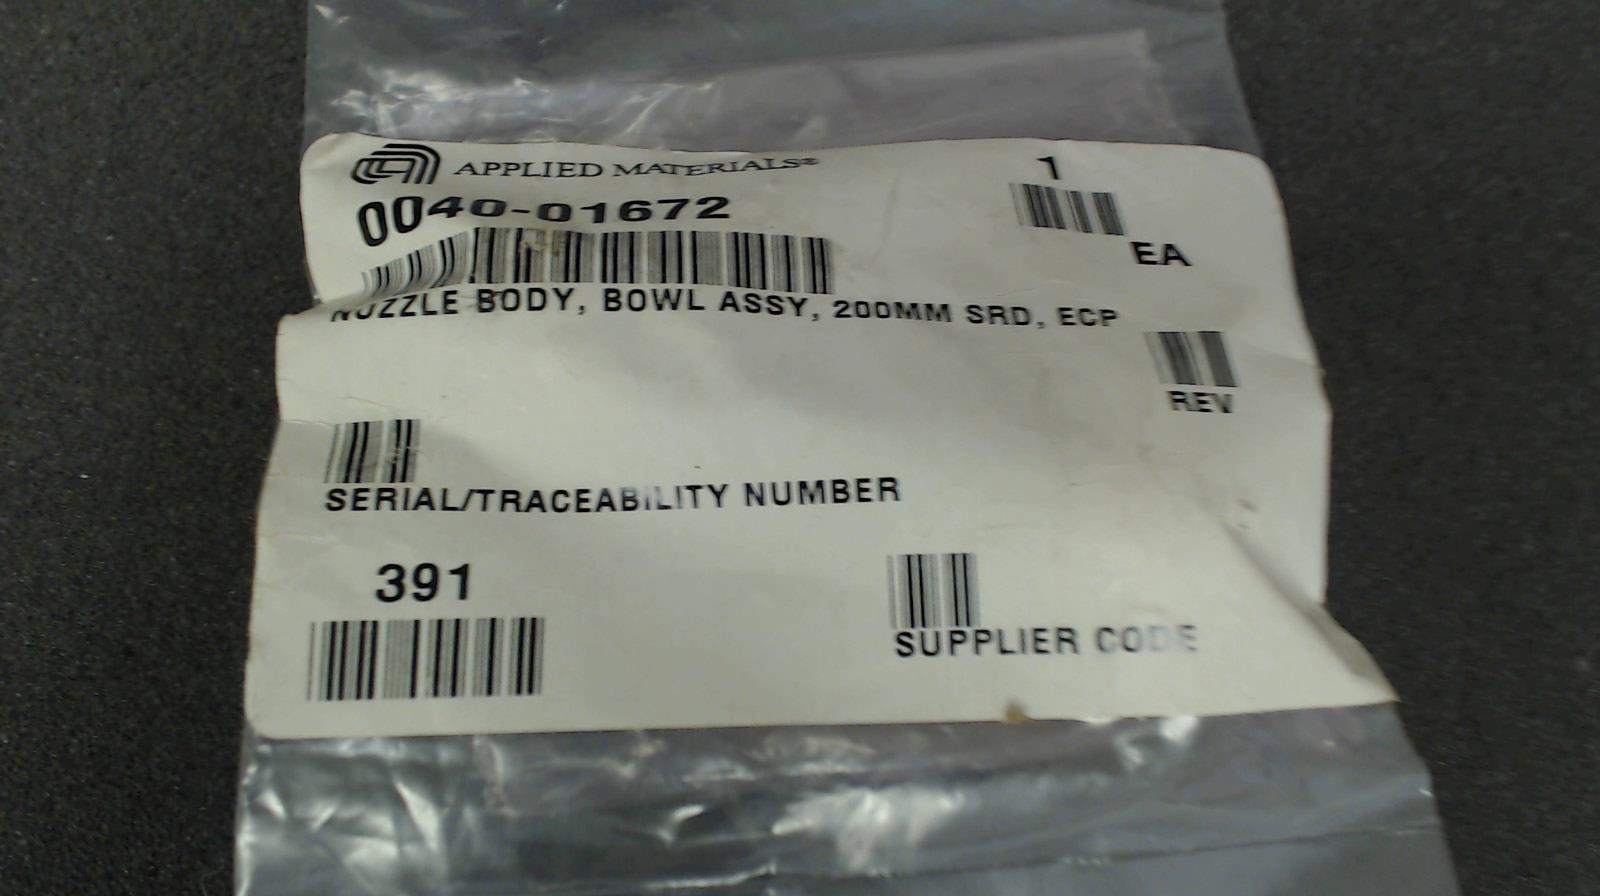 APPLIED MATERIALS®
1
0040-01672
EA
NOZZLE BODY, BOWL ASSY, 200MM SRD, ECP
REV
SERIAL/TRACEABILITY NUMBER
391
SUPPLIER CODE